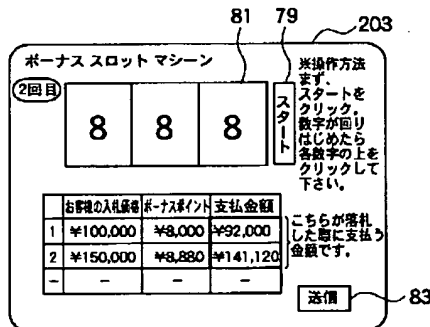 81
79
203
ボーナス スロット マシーン
2回目
8 8 8
スタート
※操作方法
まず、
スタートを
クリック。
数字が回り
はじめたら
各数字の上を
クリックして
下さい。
お客様の入札価格 ボーナスポイント 支払金額
1 ¥100,000 ¥8,000 ¥92,000
2 ¥150,000 ¥8,880 ¥141,120
- - - -
こちらが落札
した際に支払う
金額です。
送信
83